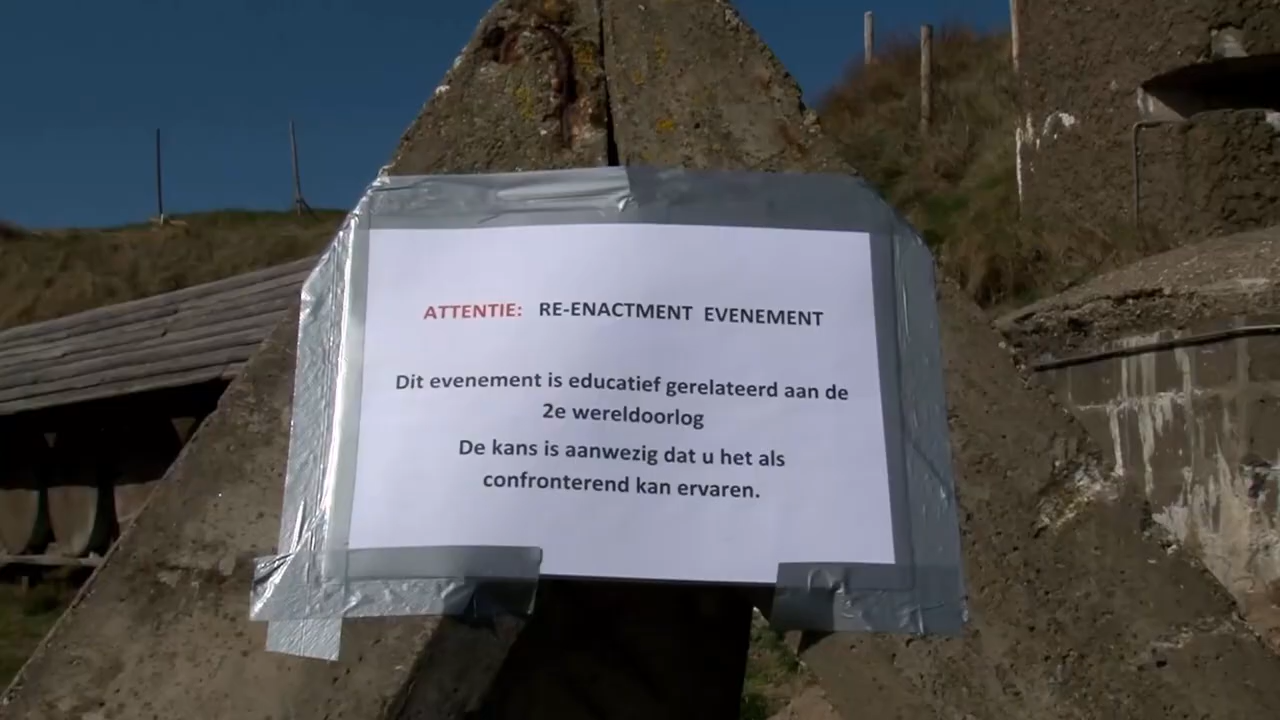 ATTENTIE: RE-ENACTMENT EVENEMENT
Dit evenement is educatief gerelateerd aan de
2e wereldoorlog
De kans is aanwezig dat u het als
confronterend kan ervaren.